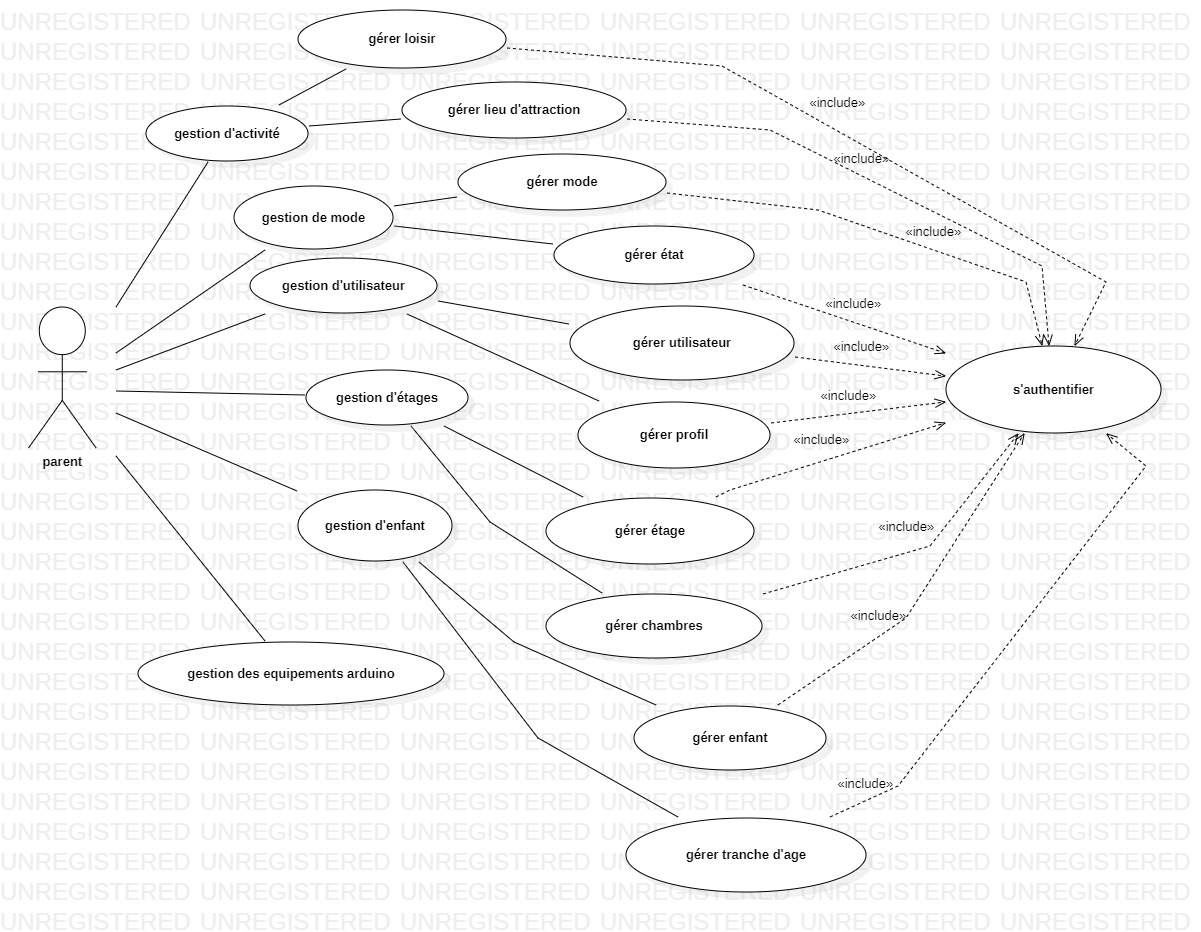 gérer loisir
«include»
gérer lieu d'attraction
gestion d'activité
«include»
gérer mode
gestion de mode
«include»
gérer état
gestion d'utilisateur
«include»
gérer utilisateur
«include»
s'authentifier
gestion d'étages
«include»
gérer profil
«include»
parent
gestion d'enfant
gérer étage
«include»
«include»
gérer chambres
gestion des equipements arduino
gérer enfant
«include»
gérer tranche d'age
UNREGISTERED UNREGISTERED UNREGISTERED UNREGISTERED UNREGISTERED UNREGISTERED